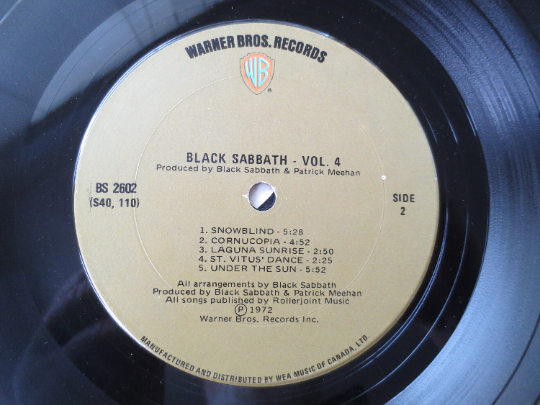 WARNER BROS. RECORDS
WB
®
BLACK SABBATH - VOL. 4
Produced by Black Sabbath & Patrick Meehan
BS 2602
(S40, 110)
SIDE
2
1. SNOWBLIND - 5:28
2. CORNUCOPIA - 4:52
3. LAGUNA SUNRISE - 2:50
4. ST. VITUS' DANCE - 2:25
5. UNDER THE SUN - 5:52
All arrangements by Black Sabbath
Produced by Black Sabbath & Patrick Meehan
All songs published by Rollerjoint Music
Ⓟ 1972
Warner Bros. Records Inc.
MANUFACTURED AND DISTRIBUTED BY WEA MUSIC OF CANADA, LTD.